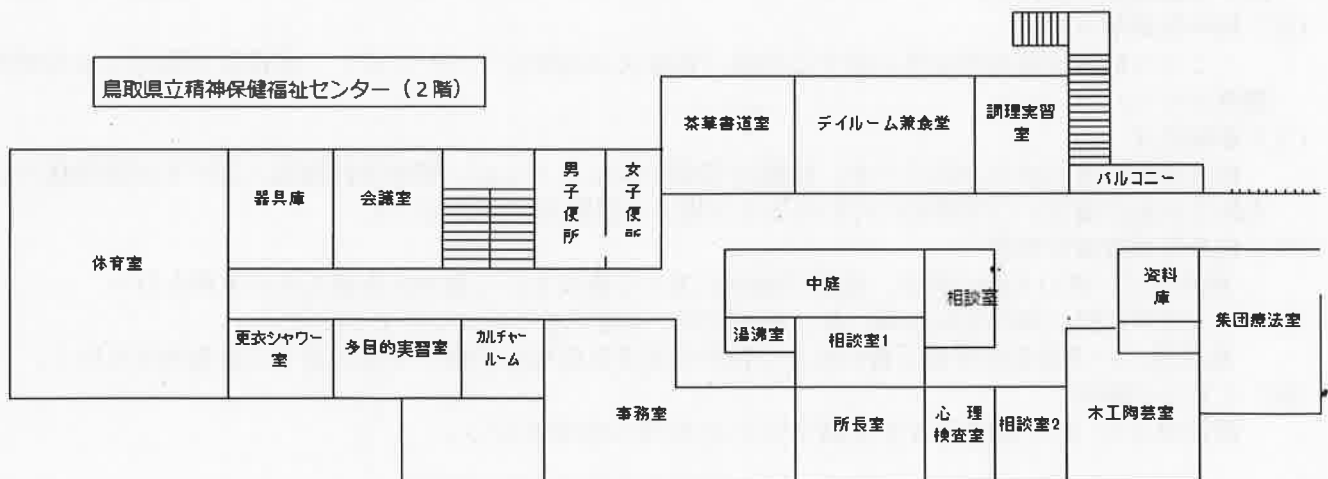 鳥取県立精神保健福祉センター（２階）
茶華書道室
デイルーム兼食堂
調理実習
室
バルコニー
体育室
器具庫
会議室
男子便所
女子便所
中庭
相談室
資料
庫
集団療法室
更衣シャワー
室
多目的実習室
カルチャー
ルーム
湯沸室
相談室1
事務室
所長室
心理
検査室
相談室2
木工陶芸室